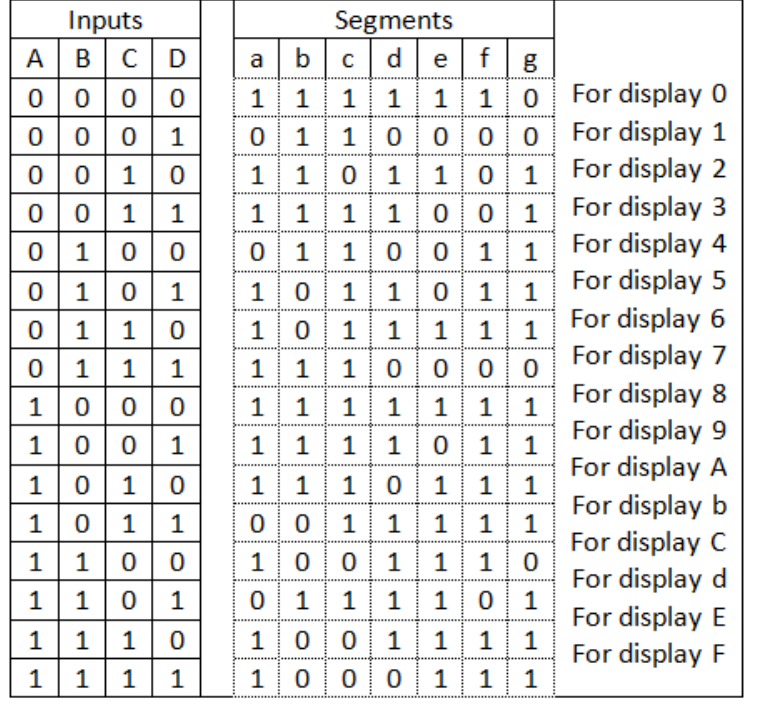 Inputs Segments
A B C D a b c d e f g
0 0 0 0 1 1 1 1 1 1 0 For display 0
0 0 0 1 0 1 1 0 0 0 0 For display 1
0 0 1 0 1 1 0 1 1 0 1 For display 2
0 0 1 1 1 1 1 1 0 0 1 For display 3
0 1 0 0 0 1 1 0 0 1 1 For display 4
0 1 0 1 1 0 1 1 0 1 1 For display 5
0 1 1 0 1 0 1 1 1 1 1 For display 6
0 1 1 1 1 1 1 0 0 0 0 For display 7
1 0 0 0 1 1 1 1 1 1 1 For display 8
1 0 0 1 1 1 1 1 0 1 1 For display 9
1 0 1 0 1 1 1 0 1 1 1 For display A
1 0 1 1 0 0 1 1 1 1 1 For display b
1 1 0 0 1 0 0 1 1 1 0 For display C
1 1 0 1 0 1 1 1 1 0 1 For display d
1 1 1 0 1 0 0 1 1 1 1 For display E
1 1 1 1 1 0 0 0 1 1 1 For display F